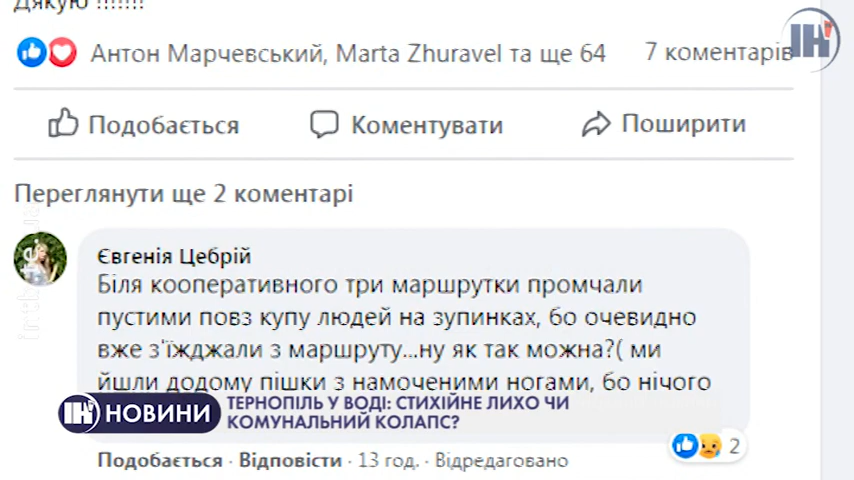 Дякую !!!!!!!
ІН!
Антон Марчевський, Marta Zhuravel та ще 64
7 коментарів
Подобається
Коментувати
Поширити
Переглянути ще 2 коментарі
Євгенія Цебрій
Біля кооперативного три маршрутки промчали
пустими повз купу людей на зупинках, бо очевидно
вже з'їжджали з маршруту...ну як так можна?( ми
йшли додому пішки з намоченими ногами, бо нічого
ІН! НОВИНИ
ТЕРНОПІЛЬ У ВОДІ: СТИХІЙНЕ ЛИХО ЧИ
КОМУНАЛЬНИЙ КОЛАПС?
2
Подобається · Відповісти · 13 год. · Відредаговано